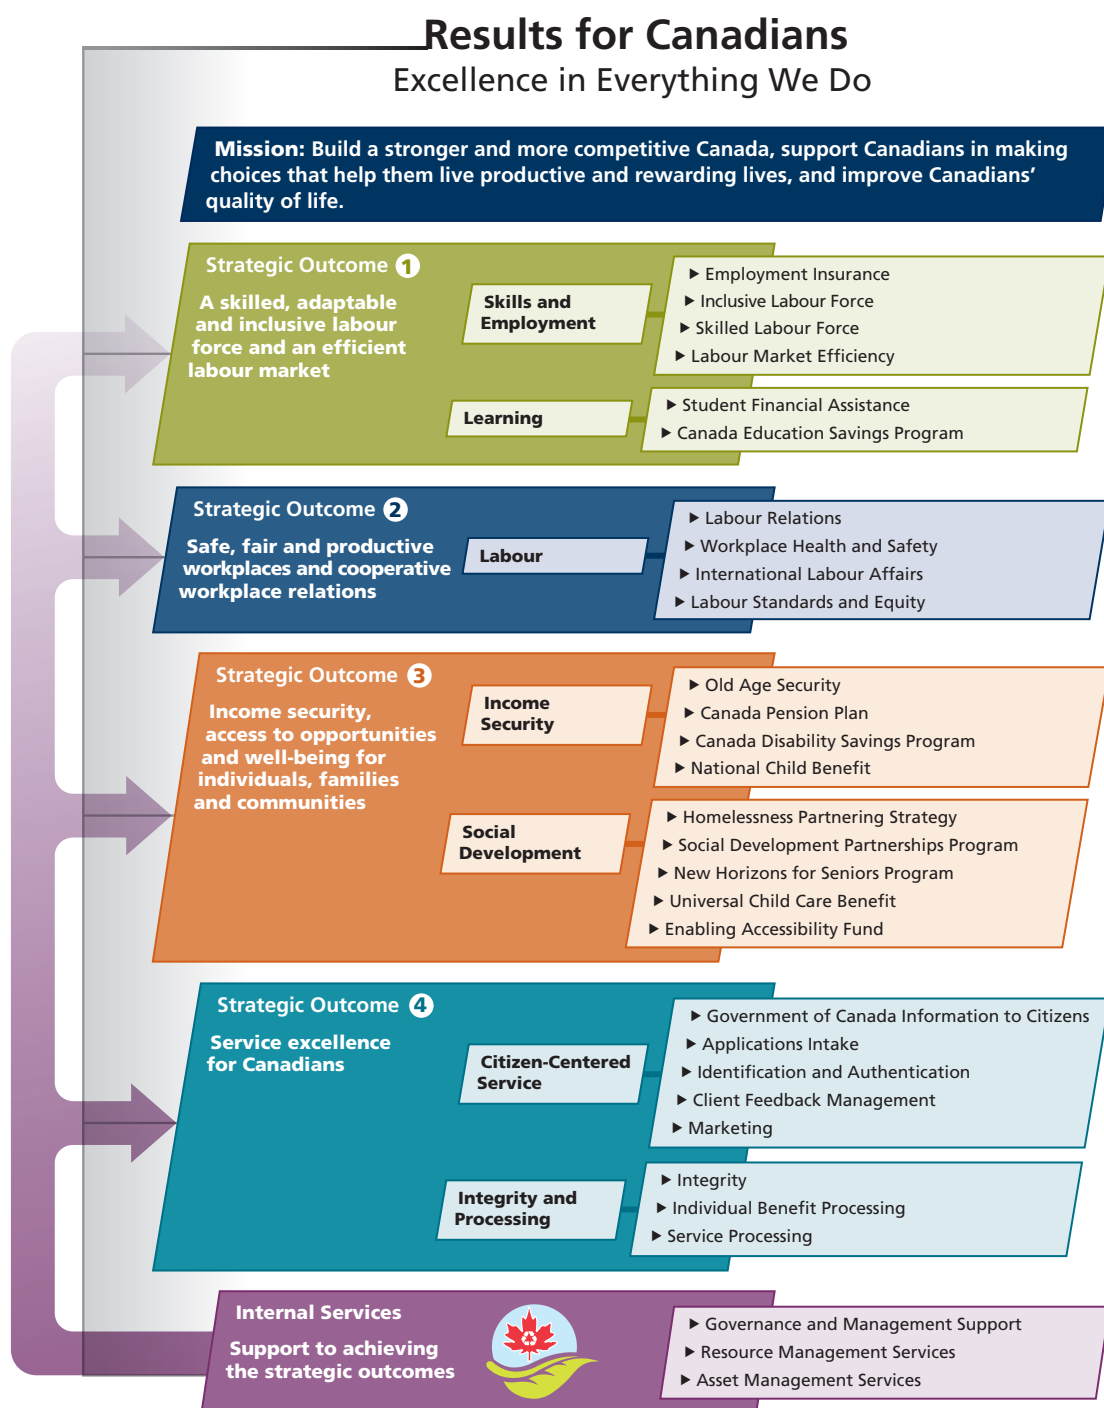 Results for Canadians
Excellence in Everything We Do
Mission: Build a stronger and more competitive Canada, support Canadians in making
choices that help them live productive and rewarding lives, and improve Canadians’
quality of life.
Strategic Outcome 1
A skilled, adaptable
and inclusive labour
force and an efficient
labour market
Skills and
Employment
Employment Insurance
Inclusive Labour Force
Skilled Labour Force
Labour Market Efficiency
Learning
Student Financial Assistance
Canada Education Savings Program
Strategic Outcome 2
Safe, fair and productive
workplaces and cooperative
workplace relations
Labour
Labour Relations
Workplace Health and Safety
International Labour Affairs
Labour Standards and Equity
Strategic Outcome 3
Income security,
access to opportunities
and well-being for
individuals, families
and communities
Income
Security
Old Age Security
Canada Pension Plan
Canada Disability Savings Program
National Child Benefit
Social
Development
Homelessness Partnering Strategy
Social Development Partnerships Program
New Horizons for Seniors Program
Universal Child Care Benefit
Enabling Accessibility Fund
Strategic Outcome 4
Service excellence
for Canadians
Citizen-Centered
Service
Government of Canada Information to Citizens
Applications Intake
Identification and Authentication
Client Feedback Management
Marketing
Integrity and
Processing
Integrity
Individual Benefit Processing
Service Processing
Internal Services
Support to achieving
the strategic outcomes
Governance and Management Support
Resource Management Services
Asset Management Services